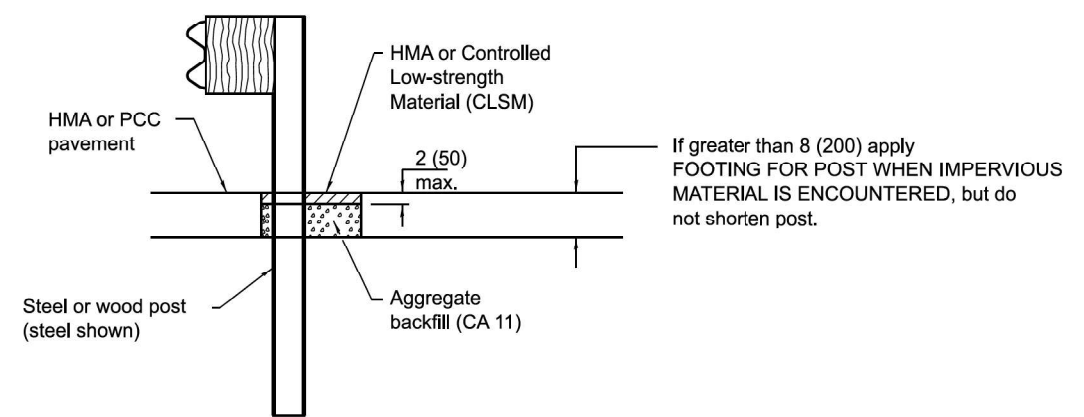 HMA or Controlled
Low-strength
Material (CLSM)
HMA or PCC
pavement
2 (50)
max.
If greater than 8 (200) apply
FOOTING FOR POST WHEN IMPERVIOUS
MATERIAL IS ENCOUNTERED, but do
not shorten post.
Steel or wood post
(steel shown)
Aggregate
backfill (CA 11)